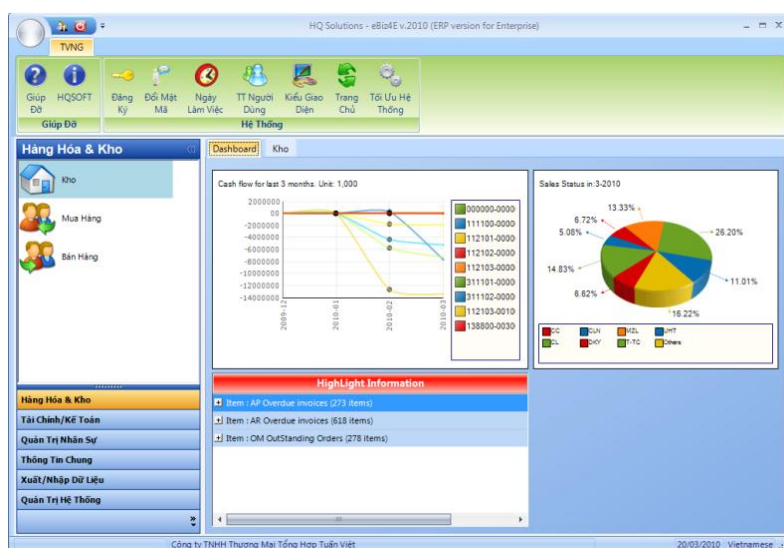 HQ Solutions - eBiz4E v.2010 (ERP version for Enterprise)
TVNG
Giúp Đỡ
HQSOFT
Đăng Ký
Đổi Mật Mã
Ngày Làm Việc
TT Người Dùng
Kiểu Giao Diện
Trang Chủ
Tối Ưu Hệ Thống
Giúp Đỡ
Hệ Thống
Hàng Hóa & Kho
Kho
Mua Hàng
Bán Hàng
Hàng Hóa & Kho
Tài Chính/Kế Toán
Quản Trị Nhân Sự
Thông Tin Chung
Xuất/Nhập Dữ Liệu
Quản Trị Hệ Thống
Dashboard
Kho
Cash flow for last 3 months. Unit: 1,000
2000000
00
-2000000
-4000000
-6000000
-8000000
-10000000
-12000000
-14000000
2009-12
2010-01
2010-02
2010-03
000000-0000
111100-0000
112101-0000
112102-0000
112103-0000
311101-0000
311102-0000
112103-0010
138800-0030
Sales Status in:3-2010
13.33%
6.72%
5.08%
26.20%
14.83%
11.01%
6.62%
16.22%
CC
CLN
MZL
UHT
CL
DKY
T-TC
Others
HighLight Information
Item : AP Overdue invoices (273 items)
Item : AR Overdue invoices (618 items)
Item : OM OutStanding Orders (278 items)
Công ty TNHH Thương Mại Tổng Hợp Tuấn Việt
20/03/2010
Vietnamese